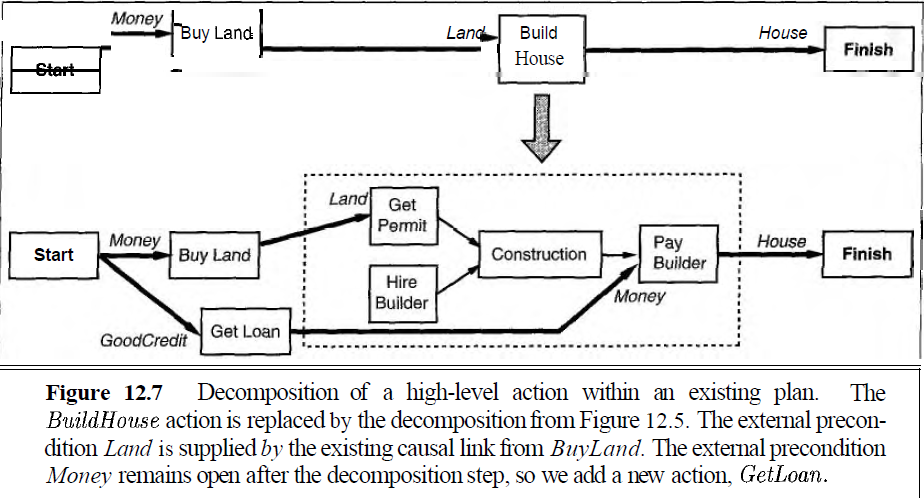 Money
Buy Land
Land
Build
House
House
Start
Finish
Land
Get
Permit
Money
House
Start
Buy Land
Construction
Pay
Builder
Finish
Hire
Builder
Money
GoodCredit
Get Loan
Figure 12.7 Decomposition of a high-level action within an existing plan. The
BuildHouse action is replaced by the decomposition from Figure 12.5. The external precon-
dition Land is supplied by the existing causal link from BuyLand. The external precondition
Money remains open after the decomposition step, so we add a new action, GetLoan.